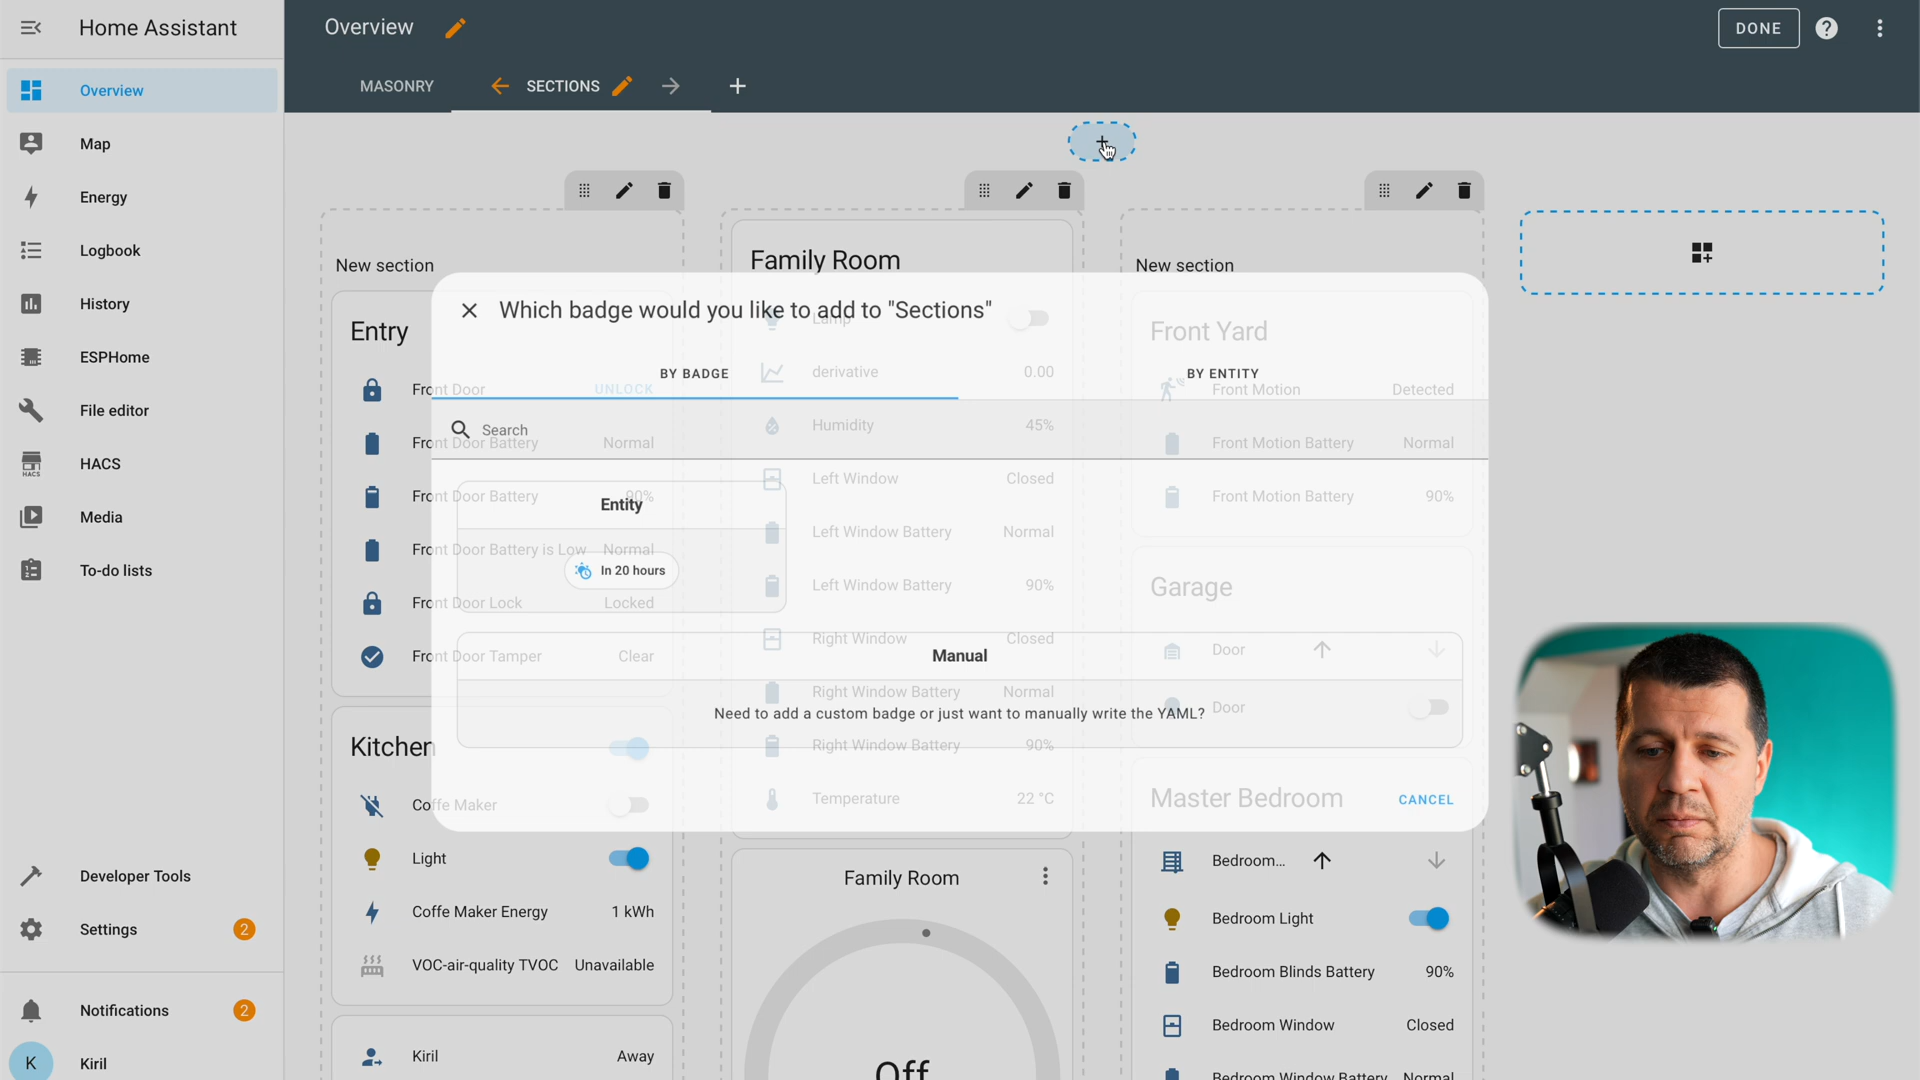 Home Assistant
Overview
DONE
MASONRY
SECTIONS
Overview
Map
Energy
Logbook
History
ESPHome
File editor
HACS
HACS
Media
To-do lists
Developer Tools
Settings
2
Notifications
2
K
Kiril
New section
Entry
Front Door
UNLOCK
Front Door Battery
Normal
Front Door Battery
90%
Front Door Battery is Low
Normal
Front Door Lock
Locked
Front Door Tamper
Clear
Kitchen
Coffe Maker
Light
Coffe Maker Energy
1 kWh
VOC-air-quality TVOC
Unavailable
Kiril
Away
Family Room
Lamp
derivative
0.00
Humidity
45%
Left Window
Closed
Left Window Battery
Normal
Left Window Battery
90%
Right Window
Closed
Right Window Battery
Normal
Right Window Battery
90%
Temperature
22 °C
Family Room
Off
New section
Front Yard
Front Motion
Detected
Front Motion Battery
Normal
Front Motion Battery
90%
Garage
Door
Door
Master Bedroom
Bedroom...
Bedroom Light
Bedroom Blinds Battery
90%
Bedroom Window
Closed
Bedroom Window Battery
Normal
Which badge would you like to add to "Sections"
BY BADGE
BY ENTITY
Search
Entity
In 20 hours
Manual
Need to add a custom badge or just want to manually write the YAML?
CANCEL